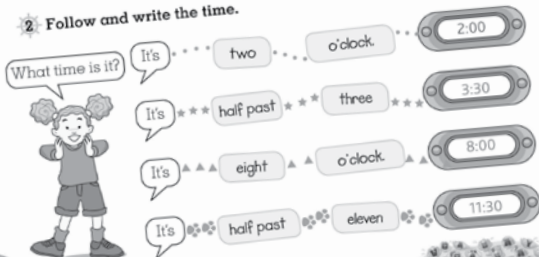 2 Follow and write the time.
What time is it?
It's two o'clock. 2:00
It's half past three 3:30
It's eight o'clock. 8:00
It's half past eleven 11:30